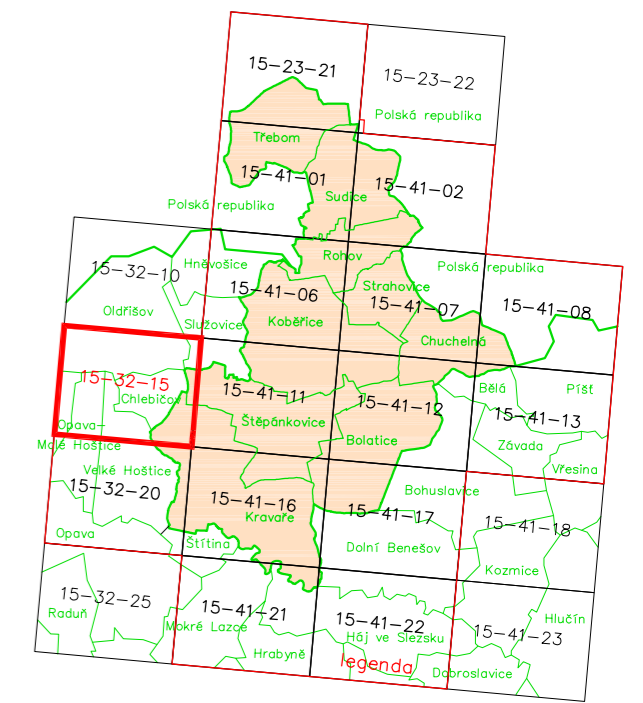 15-23-21
15-23-22
Polská republika
Třebom
15-41-01
15-41-02
Sudice
Polská republika
Hněvošice
Rohov
Polská republika
15-32-10
15-41-06
Strahovice
15-41-07
15-41-08
Oldřišov
Služovice
Kobeřice
Chuchelná
15-32-15
15-41-11
15-41-12
Bělá
Píšť
Chlebičov
15-41-13
Opava-
Malé Hoštice
Štěpánkovice
Bolatice
Závada
Velké Hoštice
Vřesina
15-32-20
15-41-16
Bohuslavice
Kravaře
15-41-17
15-41-18
Opava
Štítina
Dolní Benešov
Kozmice
15-32-25
15-41-21
15-41-22
Hlučín
Raduň
Mokré Lazce
Háj ve Slezsku
15-41-23
Hrabyně
legenda
Dobroslavice